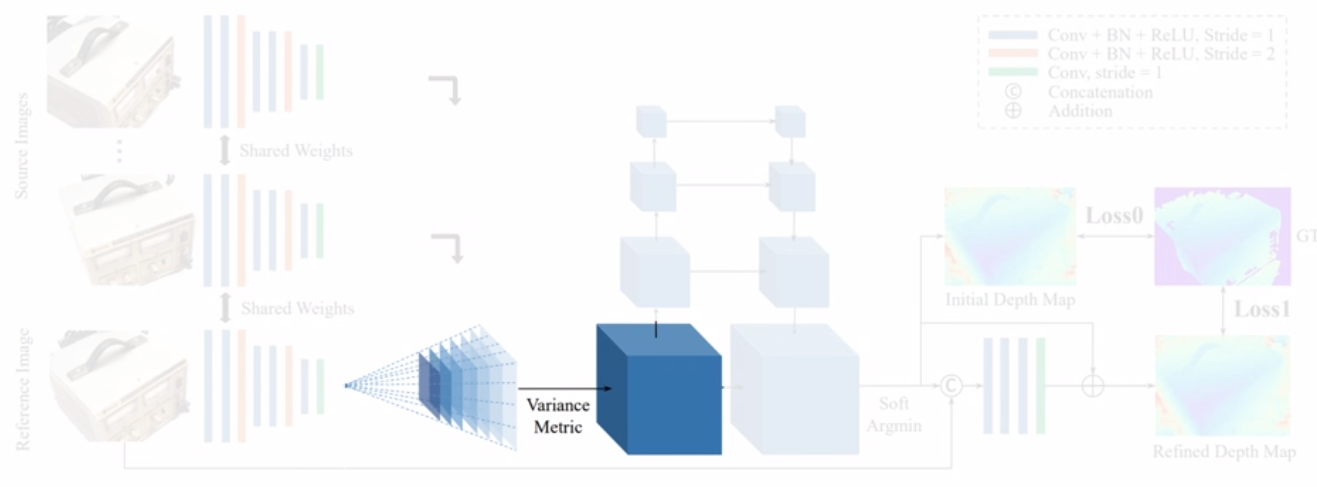 Source Images
Reference Image
Shared Weights
Shared Weights
Variance
Metric
Soft
Argmin
Conv + BN + ReLU, Stride = 1
Conv + BN + ReLU, Stride = 2
Conv, stride = 1
C Concatenation
Addition
Loss0
GT
Initial Depth Map
Loss1
C
Refined Depth Map